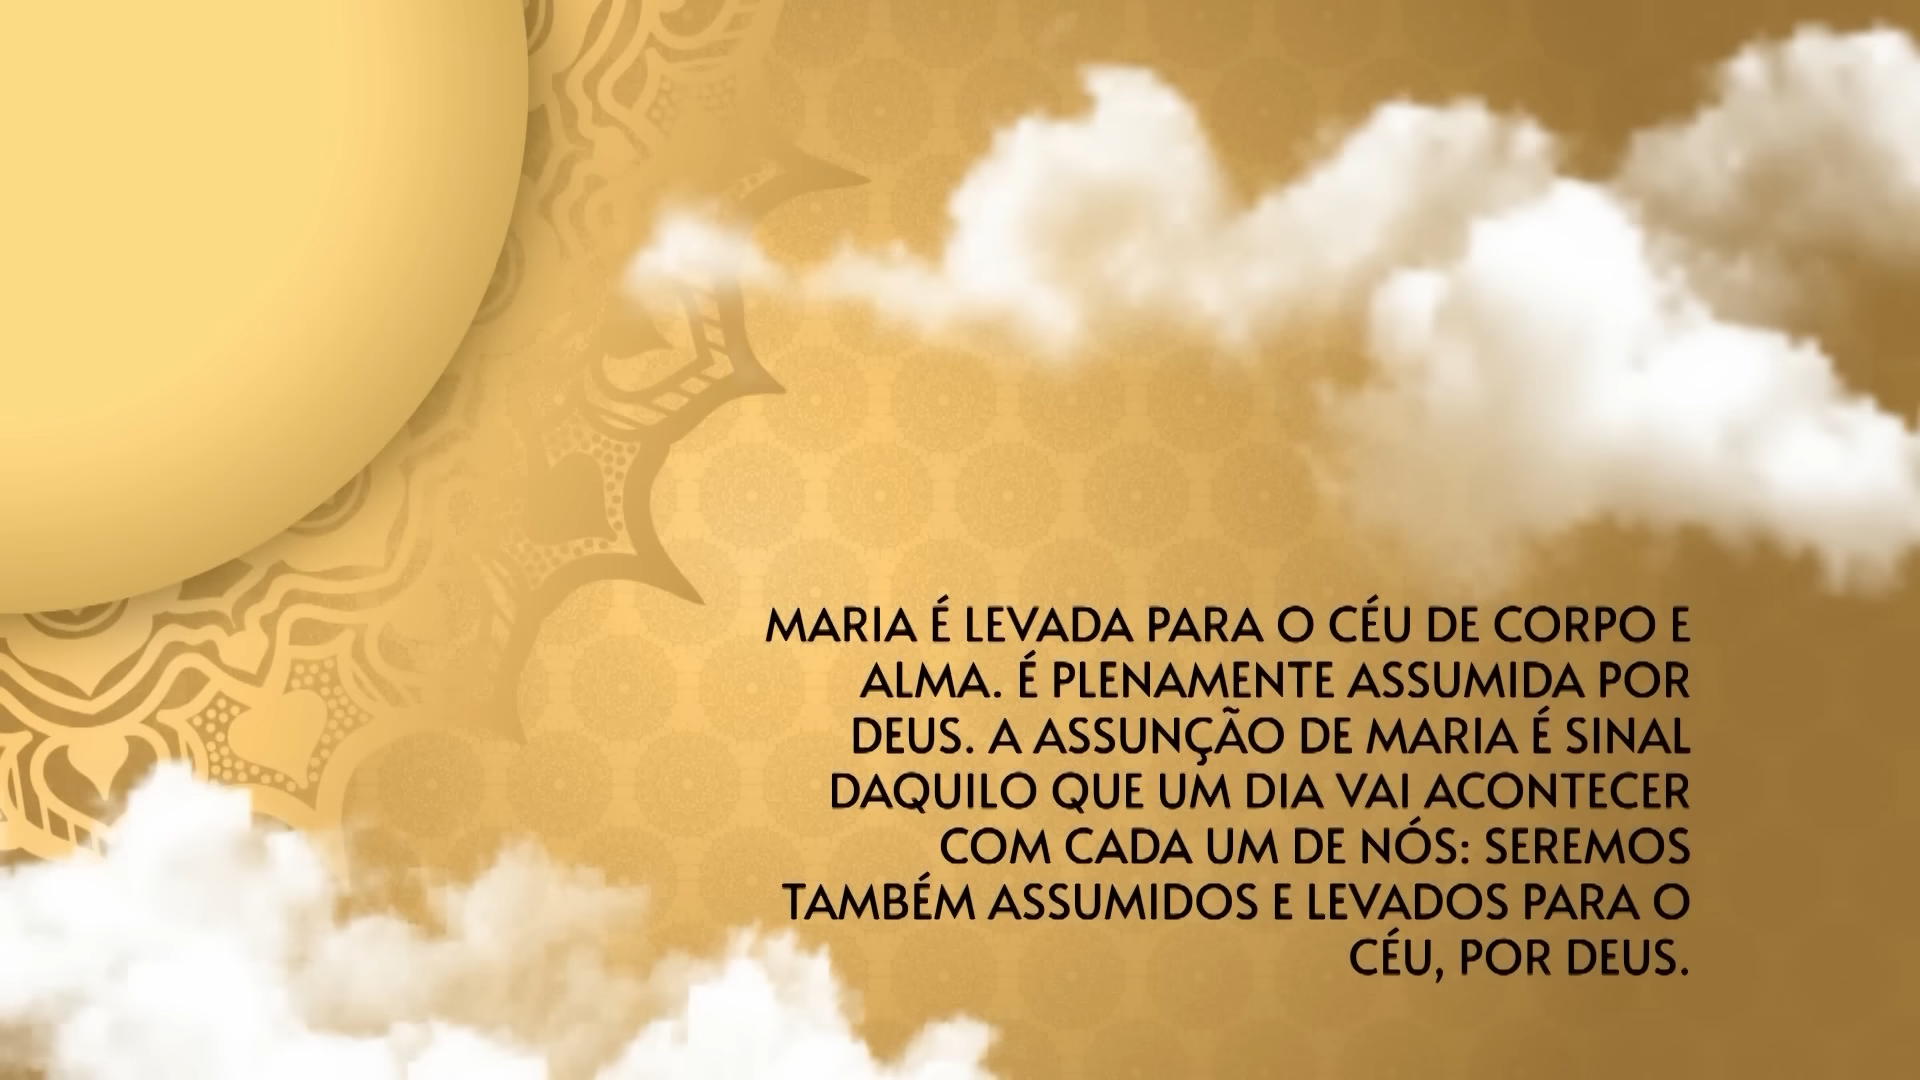 MARIA É LEVADA PARA O CÉU DE CORPO E
ALMA. É PLENAMENTE ASSUMIDA POR
DEUS. A ASSUNÇÃO DE MARIA É SINAL
DAQUILO QUE UM DIA VAI ACONTECER
COM CADA UM DE NÓS: SEREMOS
TAMBÉM ASSUMIDOS E LEVADOS PARA O
CÉU, POR DEUS.